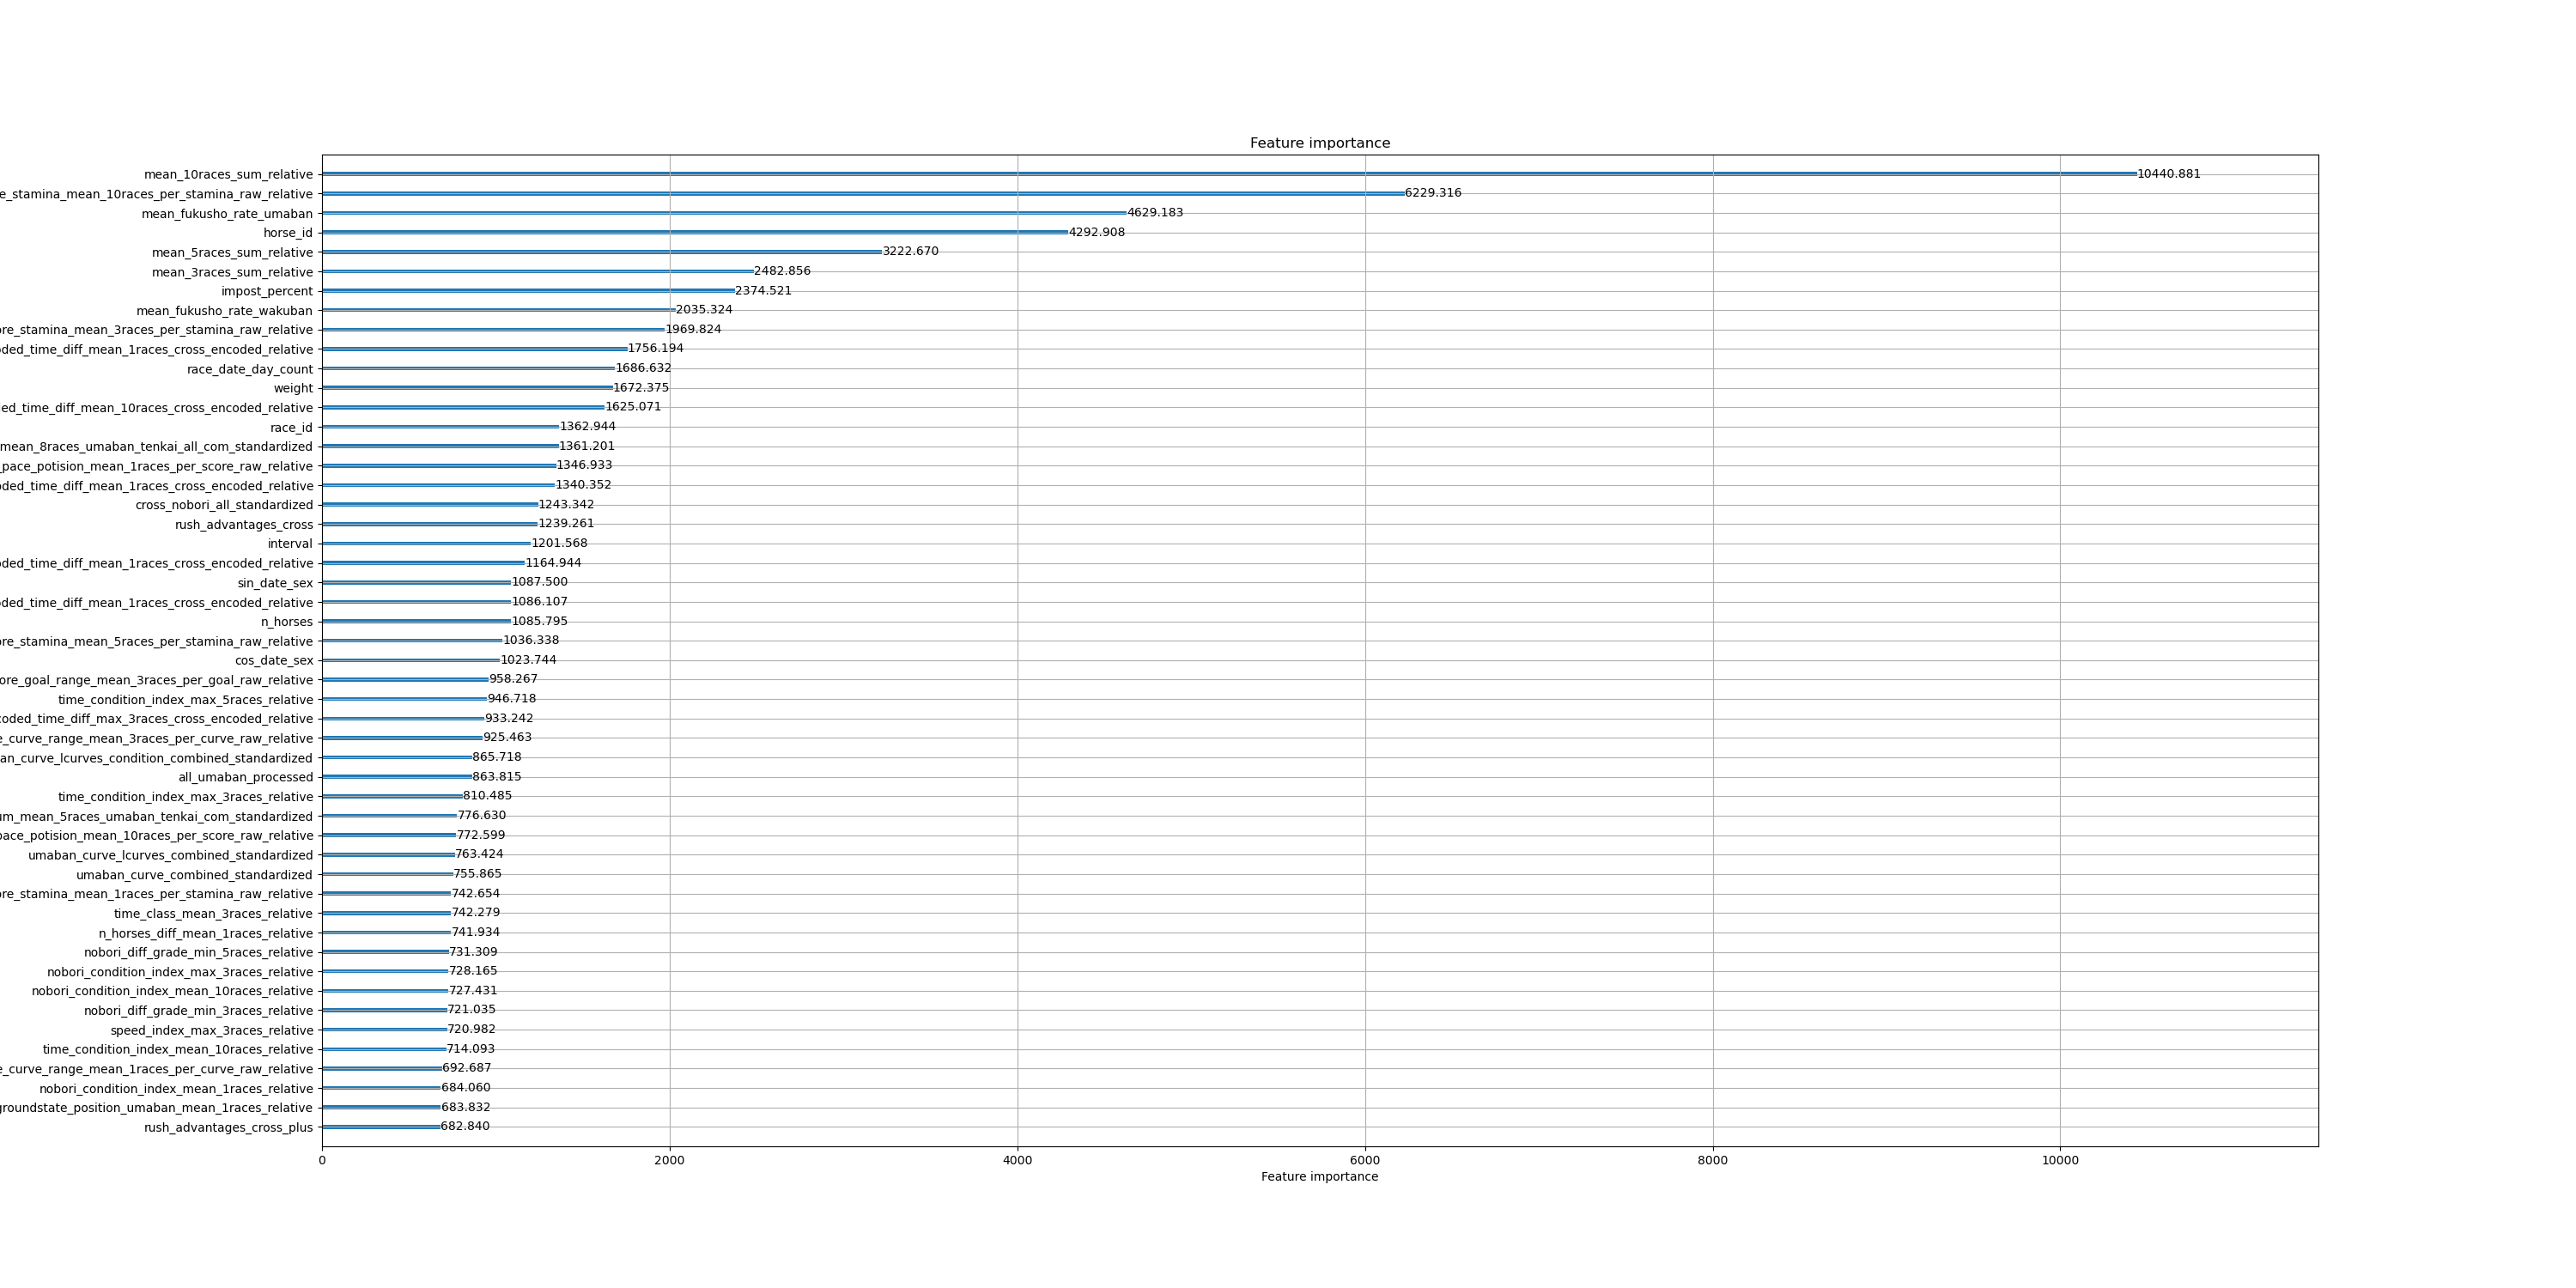 Feature importance
mean_10races_sum_relative 10440.881
e_stamina_mean_10races_per_stamina_raw_relative 6229.316
mean_fukusho_rate_umaban 4629.183
horse_id 4292.908
mean_5races_sum_relative 3222.670
mean_3races_sum_relative 2482.856
impost_percent 2374.521
mean_fukusho_rate_wakuban 2035.324
re_stamina_mean_3races_per_stamina_raw_relative 1969.824
ded_time_diff_mean_1races_cross_encoded_relative 1756.194
race_date_day_count 1686.632
weight 1672.375
ed_time_diff_mean_10races_cross_encoded_relative 1625.071
race_id 1362.944
mean_8races_umaban_tenkai_all_com_standardized 1361.201
_pace_potision_mean_1races_per_score_raw_relative 1346.933
ded_time_diff_mean_1races_cross_encoded_relative 1340.352
cross_nobori_all_standardized 1243.342
rush_advantages_cross 1239.261
interval 1201.568
ded_time_diff_mean_1races_cross_encoded_relative 1164.944
sin_date_sex 1087.500
ded_time_diff_mean_1races_cross_encoded_relative 1086.107
n_horses 1085.795
re_stamina_mean_5races_per_stamina_raw_relative 1036.338
cos_date_sex 1023.744
ore_goal_range_mean_3races_per_goal_raw_relative 958.267
time_condition_index_max_5races_relative 946.718
coded_time_diff_max_3races_cross_encoded_relative 933.242
e_curve_range_mean_3races_per_curve_raw_relative 925.463
an_curve_lcurves_condition_combined_standardized 865.718
all_umaban_processed 863.815
time_condition_index_max_3races_relative 810.485
um_mean_5races_umaban_tenkai_com_standardized 776.630
pace_potision_mean_10races_per_score_raw_relative 772.599
umaban_curve_lcurves_combined_standardized 763.424
umaban_curve_combined_standardized 755.865
re_stamina_mean_1races_per_stamina_raw_relative 742.654
time_class_mean_3races_relative 742.279
n_horses_diff_mean_1races_relative 741.934
nobori_diff_grade_min_5races_relative 731.309
nobori_condition_index_max_3races_relative 728.165
nobori_condition_index_mean_10races_relative 727.431
nobori_diff_grade_min_3races_relative 721.035
speed_index_max_3races_relative 720.982
time_condition_index_mean_10races_relative 714.093
e_curve_range_mean_1races_per_curve_raw_relative 692.687
nobori_condition_index_mean_1races_relative 684.060
groundstate_position_umaban_mean_1races_relative 683.832
rush_advantages_cross_plus 682.840
0 2000 4000 6000 8000 10000
Feature importance